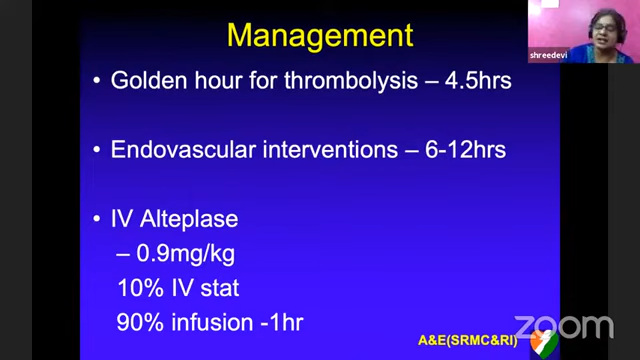 Management
shreedevi
• Golden hour for thrombolysis – 4.5hrs
• Endovascular interventions – 6-12hrs
• IV Alteplase
– 0.9mg/kg
10% IV stat
90% infusion -1hr
A&E(SRMC&RI)
zoom